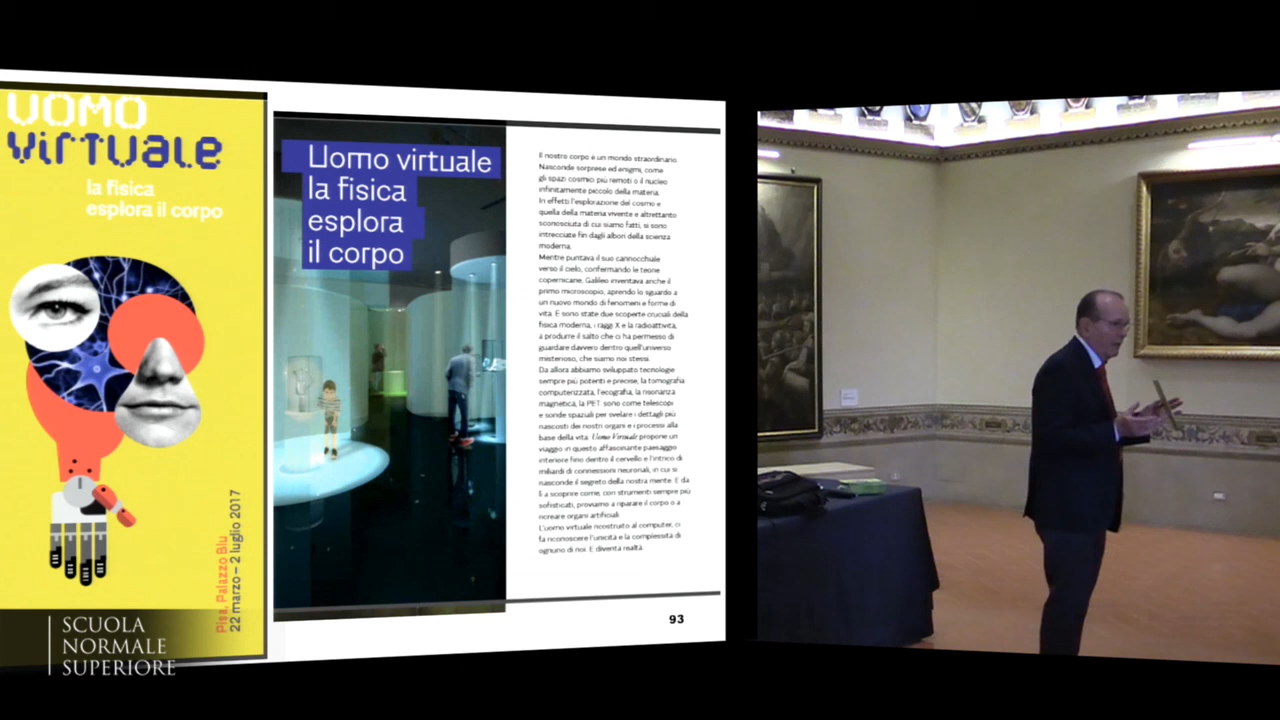 UOMO
virtuale
la fisica
esplora il corpo
Pisa, Palazzo Blu
22 marzo – 2 luglio 2017
SCUOLA
NORMALE
SUPERIORE
Uomo virtuale
la fisica
esplora
il corpo
Il nostro corpo è un mondo straordinario.
Nasconde sorprese ed enigmi, come
gli spazi cosmici più remoti o il nucleo
infinitamente piccolo della materia.
In effetti l'esplorazione del cosmo e
quella della materia vivente e altrettanto
sconosciuta di cui siamo fatti, si sono
intrecciate fin dagli albori della scienza
moderna.
Mentre puntava il suo cannocchiale
verso il cielo, confermando le teorie
copernicane, Galileo inventava anche il
primo microscopio, aprendo lo sguardo a
un nuovo mondo di fenomeni e forme di
vita. E sono state due scoperte cruciali della
fisica moderna, i raggi X e la radioattività,
a produrre il salto che ci ha permesso di
guardare davvero dentro quell'universo
misterioso, che siamo noi stessi.
Da allora abbiamo sviluppato tecnologie
sempre più potenti e precise, la tomografia
computerizzata, l'ecografia, la risonanza
magnetica, la PET: sono come telescopi
e sonde spaziali per svelare i dettagli più
nascosti dei nostri organi e i processi alla
base della vita. Uomo Virtuale propone un
viaggio in questo affascinante paesaggio
interiore fino dentro il cervello e l'intrico di
miliardi di connessioni neuronali, in cui si
nasconde il segreto della nostra mente. E da
lì a scoprire come, con strumenti sempre più
sofisticati, proviamo a riparare il corpo o a
ricreare organi artificiali.
L'uomo virtuale ricostruito al computer, ci
fa riconoscere l'unicità e la complessità di
ognuno di noi. E diventa realtà.
93